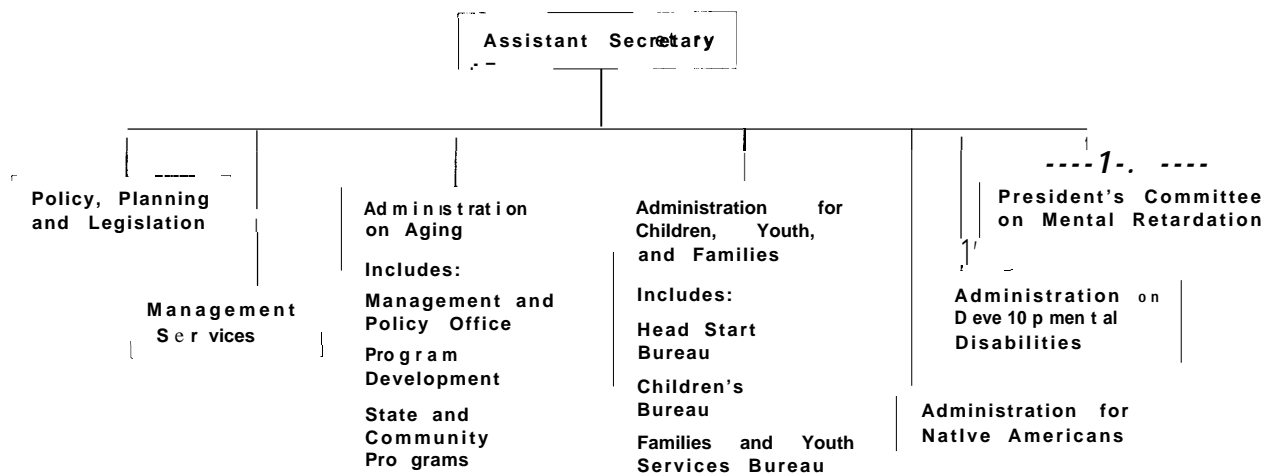 Assistant Secretary
Policy, Planning
and Legislation
Management
Services
Administration
on Aging
Includes:
Management and
Policy Office
Program
Development
State and
Community
Programs
Administration for
Children, Youth,
and Families
Includes:
Head Start
Bureau
Children's
Bureau
Families and Youth
Services Bureau
President's Committee
on Mental Retardation
Administration on
Deve10pmental
Disabilities
Administration for
NatIve Americans